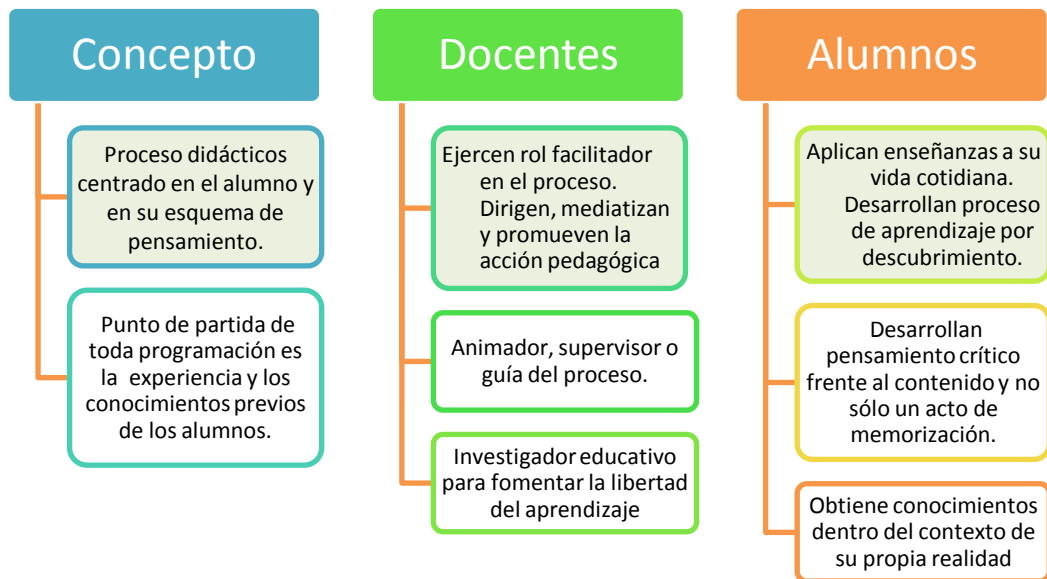 Concepto
Proceso didácticos
centrado en el alumno y
en su esquema de
pensamiento.
Punto de partida de
toda programación es
la experiencia y los
conocimientos previos
de los alumnos.
Docentes
Ejercen rol facilitador
en el proceso.
Dirigen, mediatizan
y promueven la
acción pedagógica
Animador, supervisor o
guía del proceso.
Investigador educativo
para fomentar la libertad
del aprendizaje
Alumnos
Aplican enseñanzas a su
vida cotidiana.
Desarrollan proceso
de aprendizaje por
descubrimiento.
Desarrollan
pensamiento crítico
frente al contenido y no
sólo un acto de
memorización.
Obtiene conocimientos
dentro del contexto de
su propia realidad